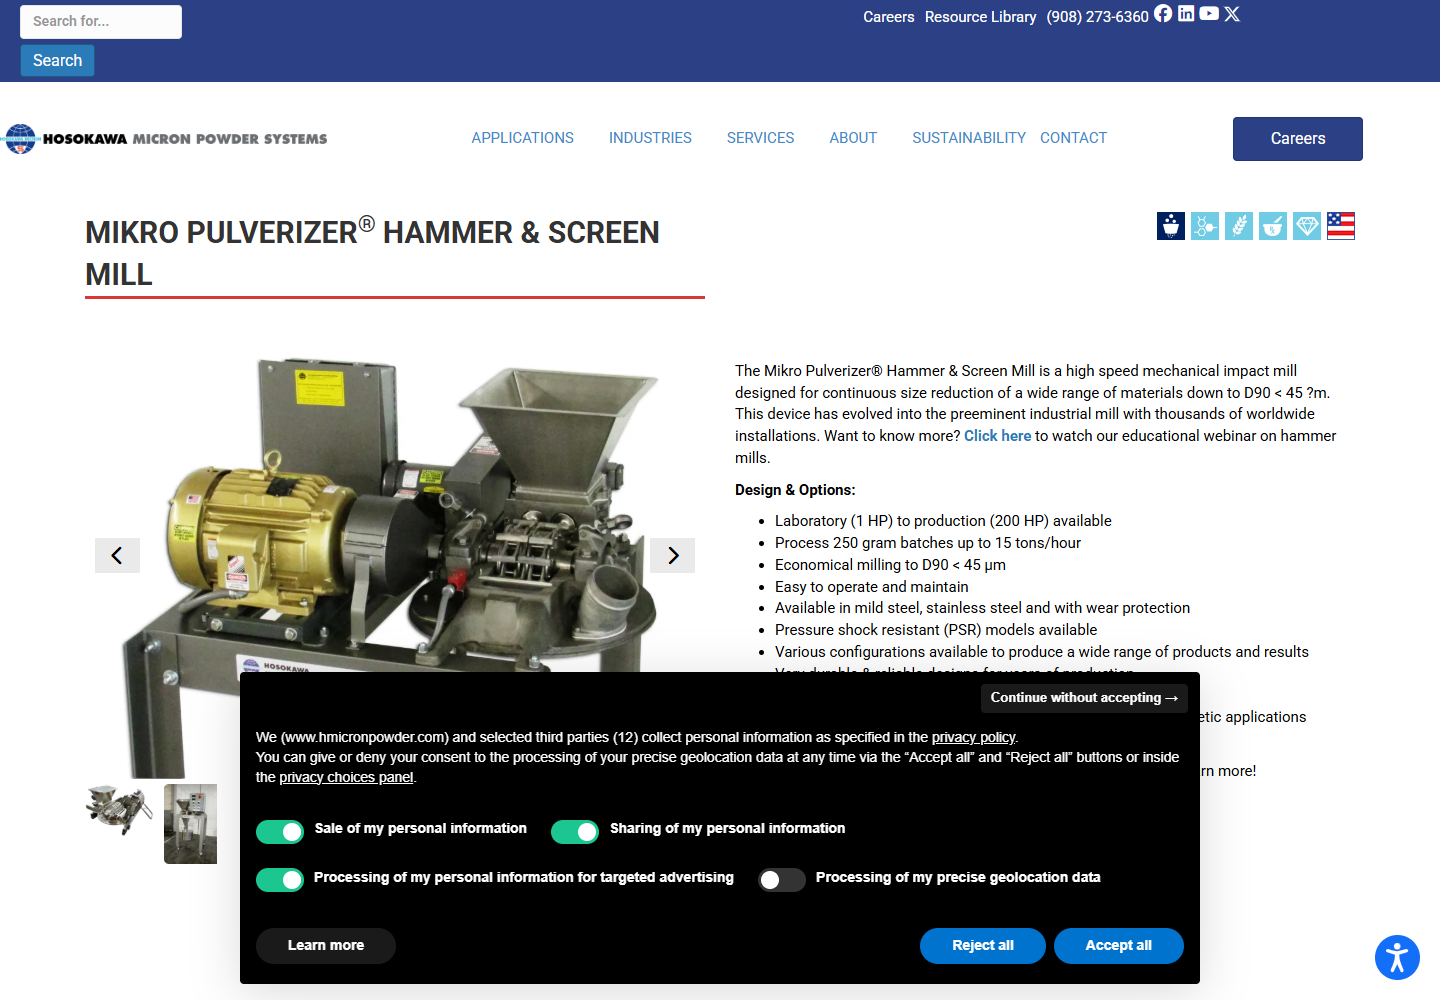 Search for...
Search
Careers Resource Library (908) 273-6360
HOSOKAWA MICRON POWDER SYSTEMS
APPLICATIONS INDUSTRIES SERVICES ABOUT SUSTAINABILITY CONTACT
Careers
MIKRO PULVERIZER® HAMMER & SCREEN
MILL
The Mikro Pulverizer® Hammer & Screen Mill is a high speed mechanical impact mill
designed for continuous size reduction of a wide range of materials down to D90 < 45 ?m.
This device has evolved into the preeminent industrial mill with thousands of worldwide
installations. Want to know more? Click here to watch our educational webinar on hammer
mills.
Design & Options:
• Laboratory (1 HP) to production (200 HP) available
• Process 250 gram batches up to 15 tons/hour
• Economical milling to D90 < 45 µm
• Easy to operate and maintain
• Available in mild steel, stainless steel and with wear protection
• Pressure shock resistant (PSR) models available
• Various configurations available to produce a wide range of products and results
HOSOKAWA
etic applications
rn more!
Continue without accepting →
We (www.hmicronpowder.com) and selected third parties (12) collect personal information as specified in the privacy policy.
You can give or deny your consent to the processing of your precise geolocation data at any time via the “Accept all” and “Reject all” buttons or inside
the privacy choices panel.
Sale of my personal information Sharing of my personal information
Processing of my personal information for targeted advertising Processing of my precise geolocation data
Learn more Reject all Accept all